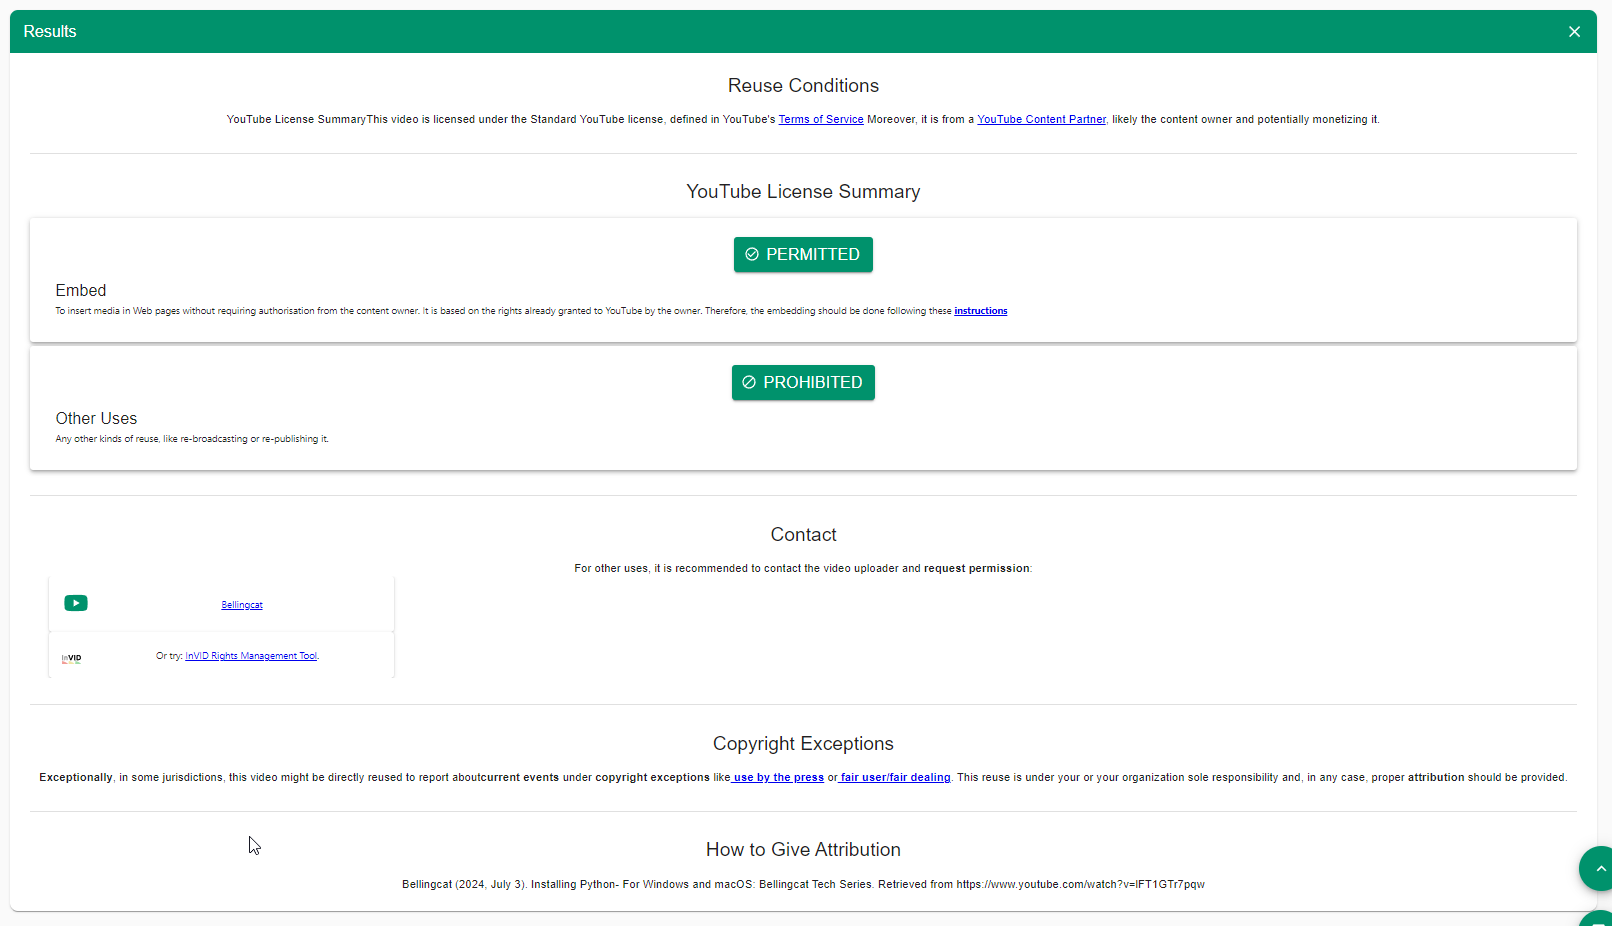 Results
Reuse Conditions
YouTube License SummaryThis video is licensed under the Standard YouTube license, defined in YouTube's Terms of Service Moreover, it is from a YouTube Content Partner, likely the content owner and potentially monetizing it.
YouTube License Summary
PERMITTED
Embed
To insert media in Web pages without requiring authorisation from the content owner. It is based on the rights already granted to YouTube by the owner. Therefore, the embedding should be done following these instructions
PROHIBITED
Other Uses
Any other kinds of reuse, like re-broadcasting or re-publishing it.
Contact
For other uses, it is recommended to contact the video uploader and request permission:
Bellingcat
InVID
Or try: InVID Rights Management Tool.
Copyright Exceptions
Exceptionally, in some jurisdictions, this video might be directly reused to report aboutcurrent events under copyright exceptions like use by the press or fair user/fair dealing. This reuse is under your or your organization sole responsibility and, in any case, proper attribution should be provided.
How to Give Attribution
Bellingcat (2024, July 3). Installing Python- For Windows and macOS: Bellingcat Tech Series. Retrieved from https://www.youtube.com/watch?v=lFT1GTr7pqw